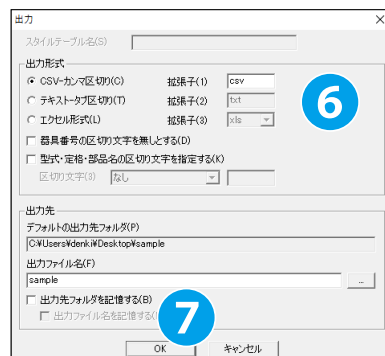 出力
スタイルテーブル名(S)
出力形式
CSV-カンマ区切り(C) 拡張子(1) csv
テキスト-タブ区切り(T) 拡張子(2) txt
エクセル形式(L) 拡張子(3) xls
6
器具番号の区切り文字を無しとする(D)
型式・定格・部品名の区切り文字を指定する(K)
区切り文字(8) なし
出力先
デフォルトの出力先フォルダ(P)
C:¥Users¥denki¥Desktop¥sample
出力ファイル名(F)
sample ...
出力先フォルダを記憶する(B)
出力ファイル名を記憶する
7
OK キャンセル